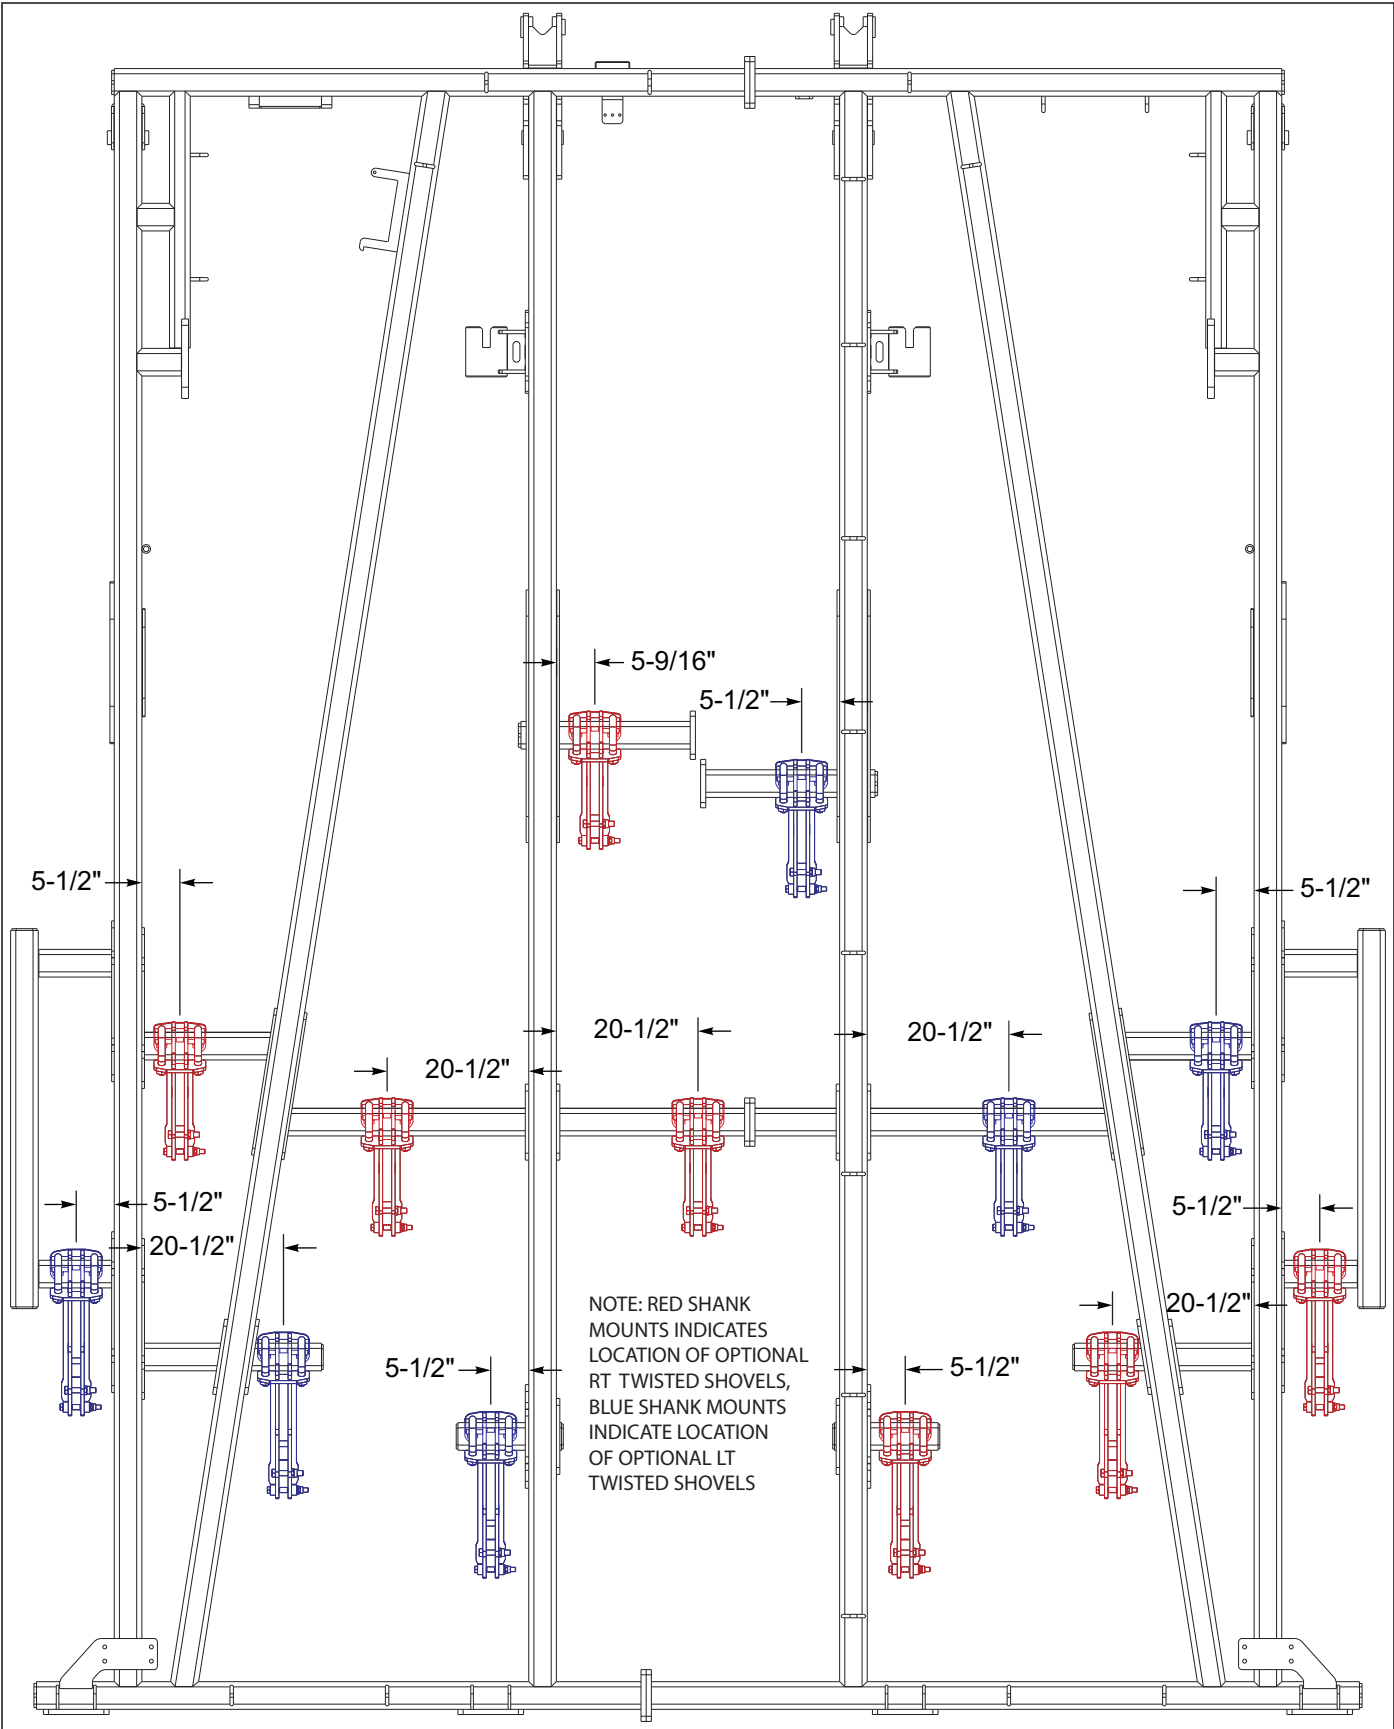 5-9/16"
5-1/2"
5-1/2"
5-1/2"
20-1/2"
20-1/2"
20-1/2"
5-1/2"
5-1/2"
20-1/2"
20-1/2"
5-1/2"
5-1/2"
NOTE: RED SHANK
MOUNTS INDICATES
LOCATION OF OPTIONAL
RT TWISTED SHOVELS,
BLUE SHANK MOUNTS
INDICATE LOCATION
OF OPTIONAL LT
TWISTED SHOVELS